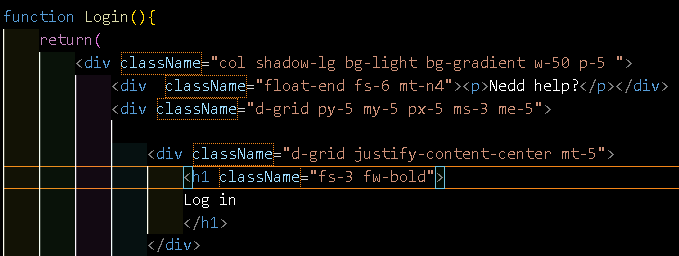 function Login(){
return(
<div className="col shadow-lg bg-light bg-gradient w-50 p-5 ">
<div  className="float-end fs-6 mt-n4"><p>Nedd help?</p></div>
<div className="d-grid py-5 my-5 px-5 ms-3 me-5">
<div className="d-grid justify-content-center mt-5">
<h1 className="fs-3 fw-bold">
Log in
</h1>
</div>